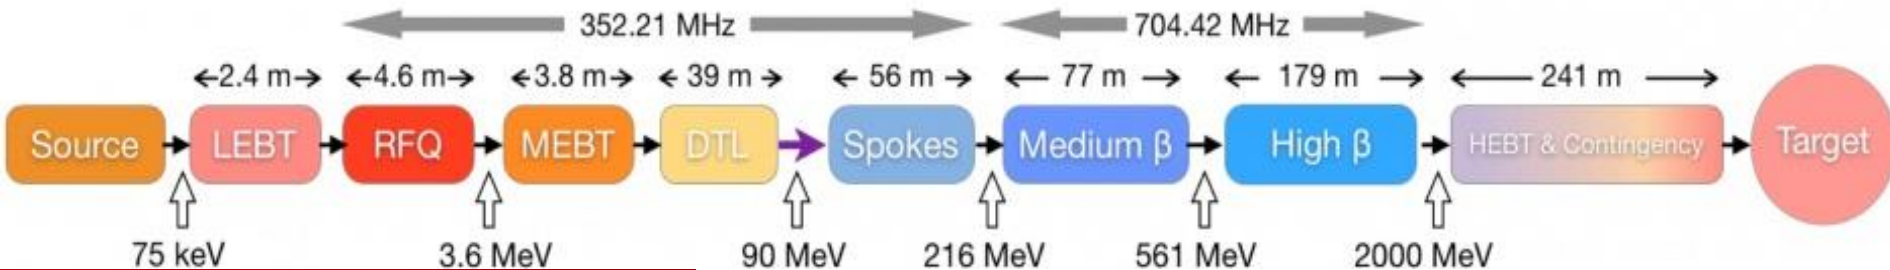 352.21 MHz 704.42 MHz
2.4 m 4.6 m 3.8 m 39 m 56 m 77 m 179 m 241 m
Source LEBT RFQ MEBT DTL Spokes Medium β High β HEBT & Contingency Target
75 keV 3.6 MeV 90 MeV 216 MeV 561 MeV 2000 MeV